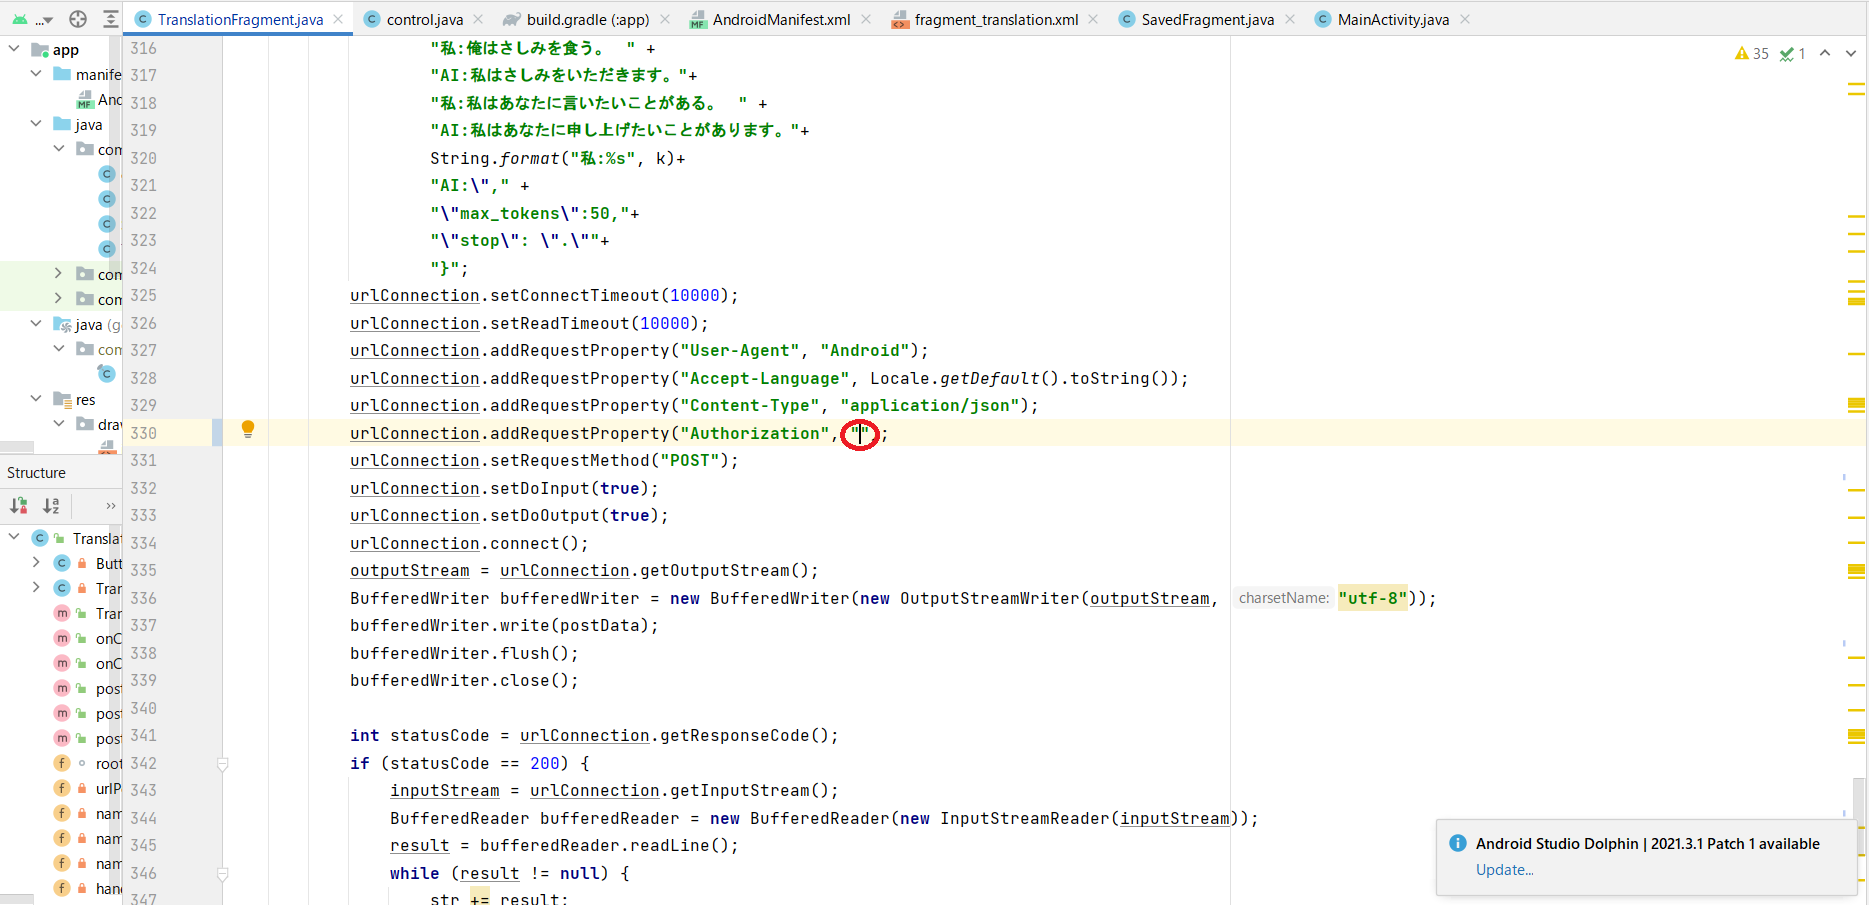 TranslationFragment.java
control.java
build.gradle (:app)
AndroidManifest.xml
fragment_translation.xml
SavedFragment.java
MainActivity.java
app
manife
And
java
com
com
com
java (g
com
res
drav
Structure
Translat
Butt
Trar
Trar
onC
onC
post
post
post
root
urlP
nam
nam
nam
hanc
35
1
316 "私:俺はさしみを食う。 " +
317 "AI:私はさしみをいただきます。"+
318 "私:私はあなたに言いたいことがある。 " +
319 "AI:私はあなたに申し上げたいことがあります。"+
320 String.format("私:%s", k)+
321 "AI:\"," +
322 "\"max_tokens\":50,"+
323 "\"stop\": \".\""+
324 "}";
325 urlConnection.setConnectTimeout(10000);
326 urlConnection.setReadTimeout(10000);
327 urlConnection.addRequestProperty("User-Agent", "Android");
328 urlConnection.addRequestProperty("Accept-Language", Locale.getDefault().toString());
329 urlConnection.addRequestProperty("Content-Type", "application/json");
330 urlConnection.addRequestProperty("Authorization", "");
331 urlConnection.setRequestMethod("POST");
332 urlConnection.setDoInput(true);
333 urlConnection.setDoOutput(true);
334 urlConnection.connect();
335 outputStream = urlConnection.getOutputStream();
336 BufferedWriter bufferedWriter = new BufferedWriter(new OutputStreamWriter(outputStream, charsetName: "utf-8"));
337 bufferedWriter.write(postData);
338 bufferedWriter.flush();
339 bufferedWriter.close();
340
341 int statusCode = urlConnection.getResponseCode();
342 if (statusCode == 200) {
343 inputStream = urlConnection.getInputStream();
344 BufferedReader bufferedReader = new BufferedReader(new InputStreamReader(inputStream));
345 result = bufferedReader.readLine();
346 while (result != null) {
347 str += result;
Android Studio Dolphin | 2021.3.1 Patch 1 available
Update...